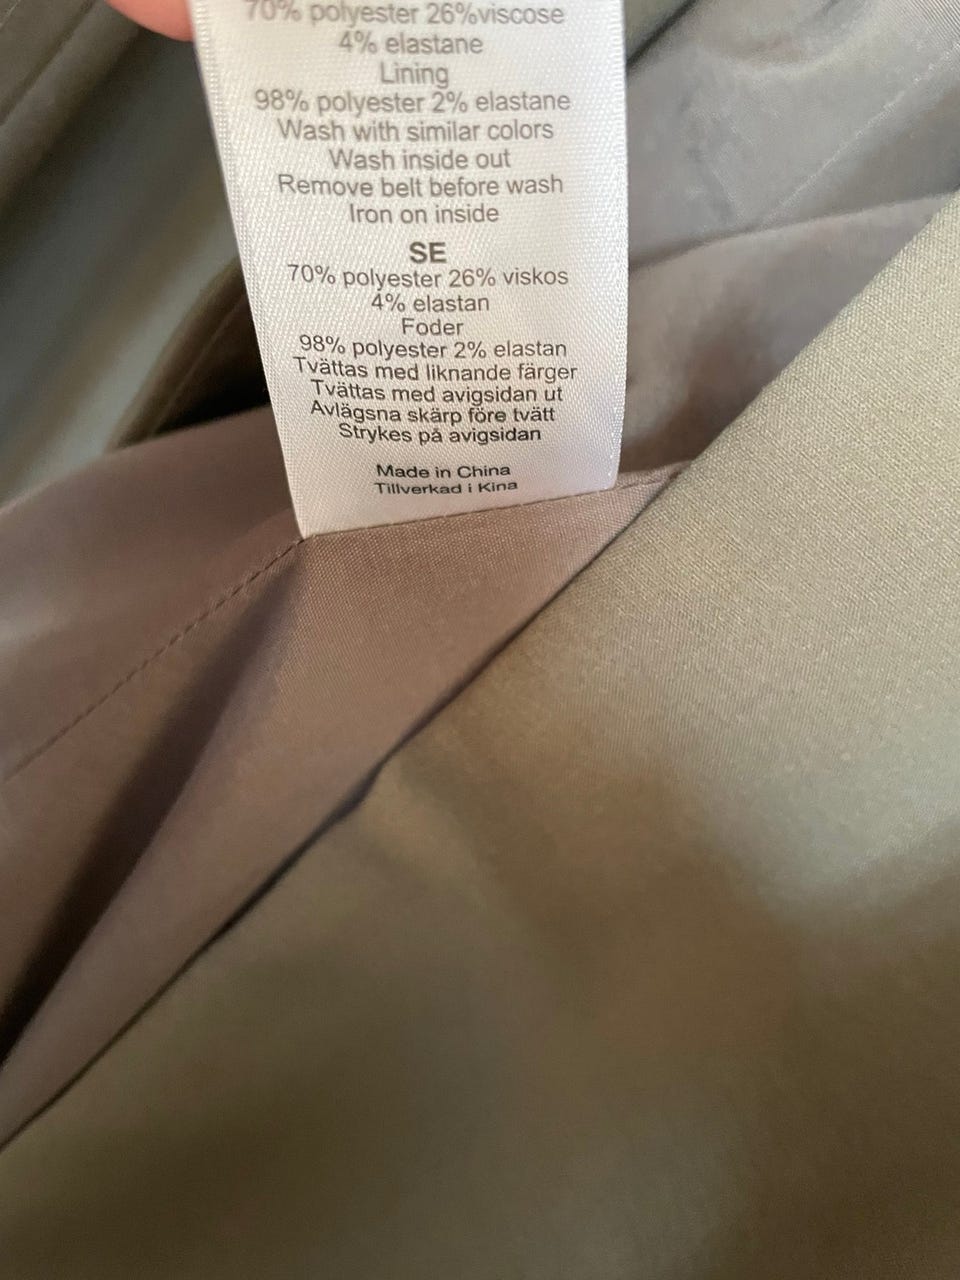 70% polyester 26%viscose
4% elastane
Lining
98% polyester 2% elastane
Wash with similar colors
Wash inside out
Remove belt before wash
Iron on inside
SE
70% polyester 26% viskos
4% elastan
Foder
98% polyester 2% elastan
Tvättas med liknande färger
Tvättas med avigsidan ut
Avlägsna skärp före tvätt
Strykes på avigsidan
Made in China
Tillverkad i Kina